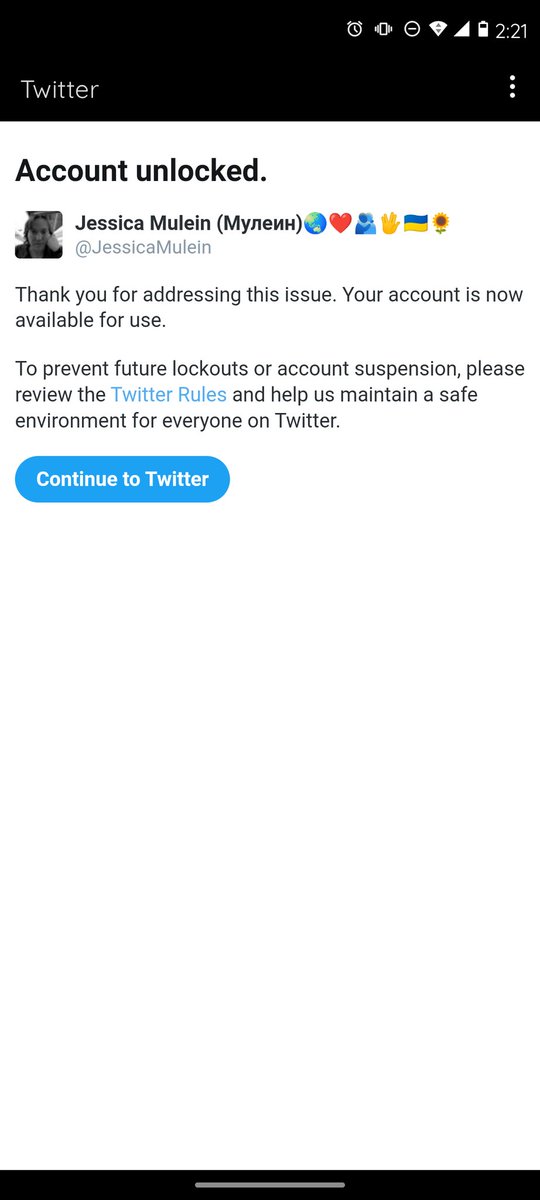 2:21
Twitter
Account unlocked.
Jessica Mulein (Мулеин)🌏❤️🫂🖖🇺🇦🌻
@JessicaMulein
Thank you for addressing this issue. Your account is now
available for use.
To prevent future lockouts or account suspension, please
review the Twitter Rules and help us maintain a safe
environment for everyone on Twitter.
Continue to Twitter